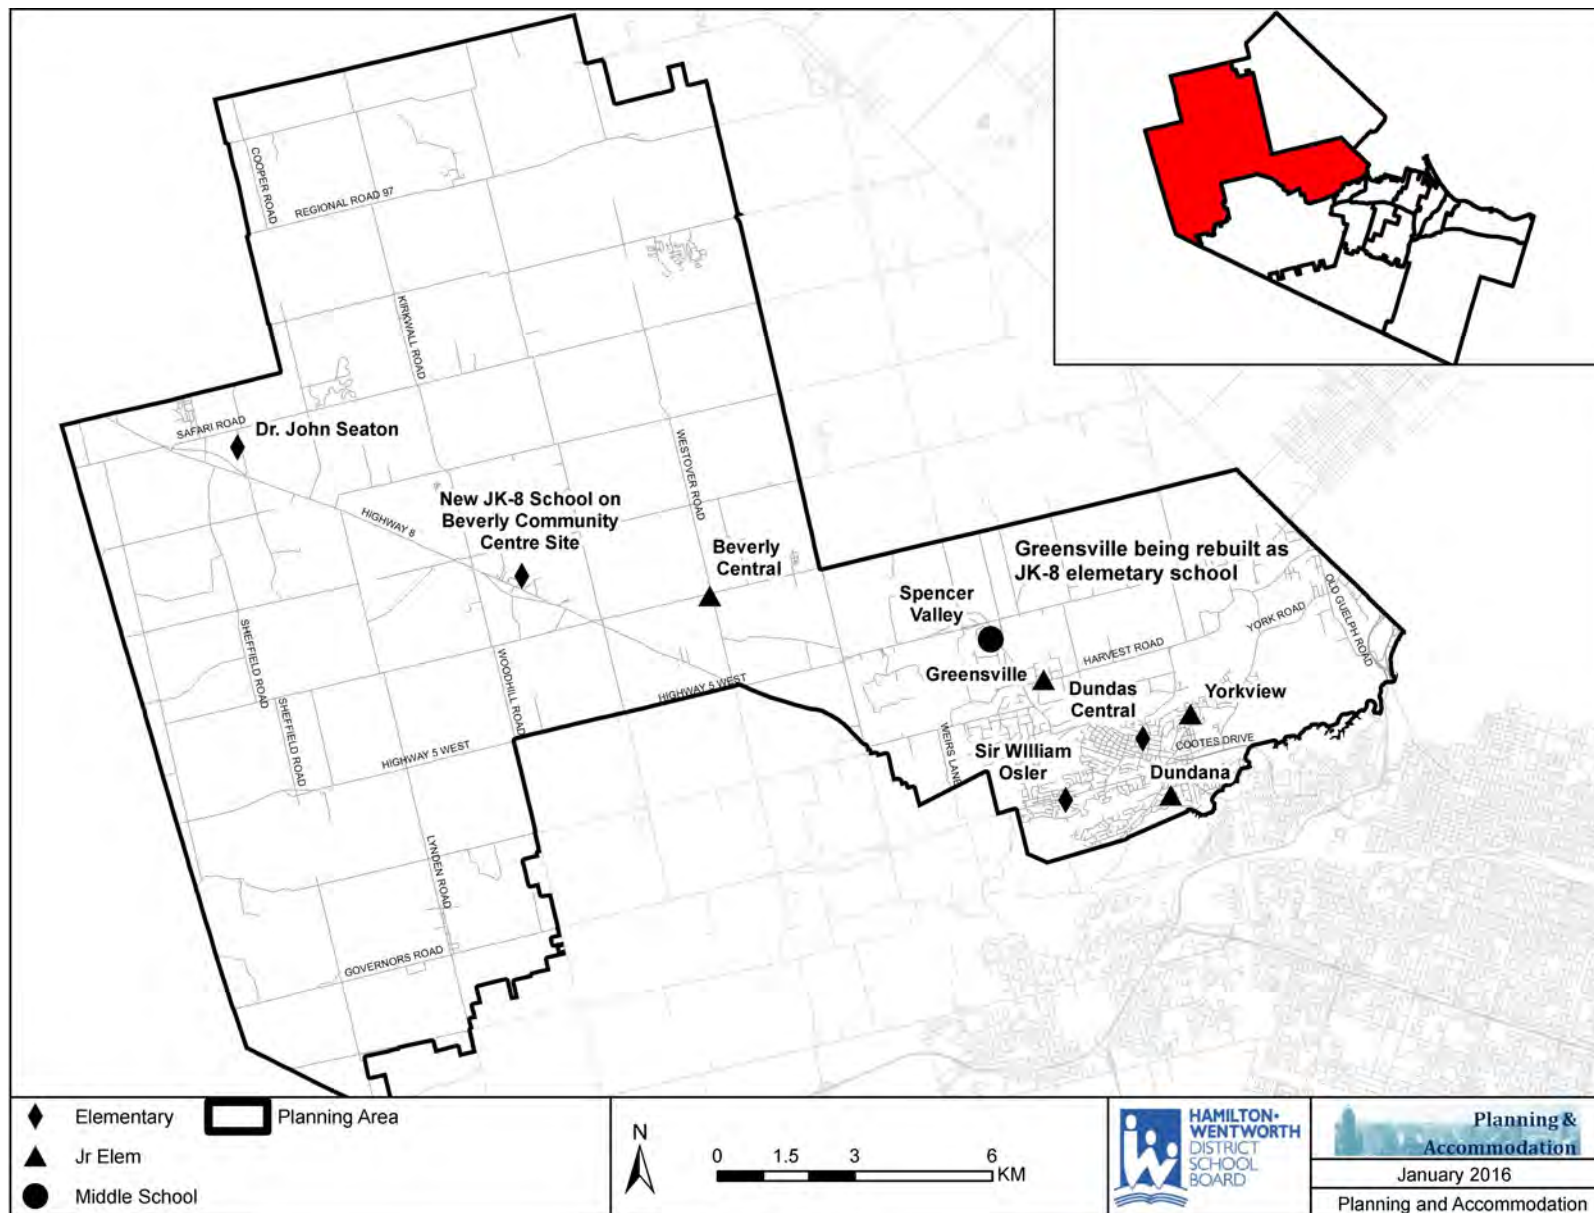 COOPER ROAD
REGIONAL ROAD 97
KIRKWALL ROAD
SAFARI ROAD
Dr. John Seaton
WESTOVER ROAD
New JK-8 School on
Beverly Community
Centre Site
HIGHWAY 8
Beverly
Central
Greensville being rebuilt as
JK-8 elemetary school
Spencer
Valley
OLD GUELPH ROAD
YORK ROAD
HARVEST ROAD
SHEFFIELD ROAD
WOODHILL ROAD
HIGHWAY 5 WEST
Greensville
Dundas
Central
Yorkview
SHEFFIELD ROAD
HIGHWAY 5 WEST
WEIRS LANE
COOTES DRIVE
Sir WIlliam
Osler
Dundana
LYNDEN ROAD
GOVERNORS ROAD
Elementary
Planning Area
Jr Elem
Middle School
N
0 1.5 3 6
KM
HAMILTON•
WENTWORTH
DISTRICT
SCHOOL
BOARD
Planning &
Accommodation
January 2016
Planning and Accommodation